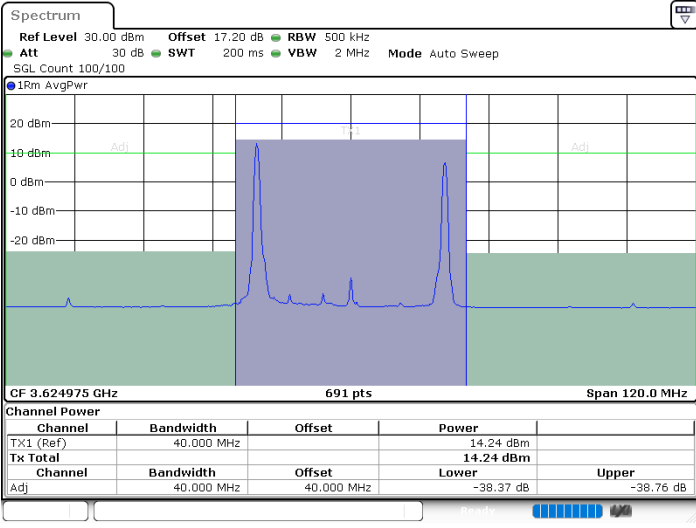 Spectrum
Ref Level 30.00 dBm Offset 17.20 dB RBW 500 kHz
Att 30 dB SWT 200 ms VBW 2 MHz Mode Auto Sweep
SGL Count 100/100
1Rm AvgPwr
20 dBm
TX1
Adj 10 dBm Adj
0 dBm
-10 dBm
-20 dBm
CF 3.624975 GHz 691 pts Span 120.0 MHz
Channel Power
Channel Bandwidth Offset Power
TX1 (Ref) 40.000 MHz 14.24 dBm
Tx Total 14.24 dBm
Channel Bandwidth Offset Lower Upper
Adj 40.000 MHz 40.000 MHz -38.37 dB -38.76 dB
Ready